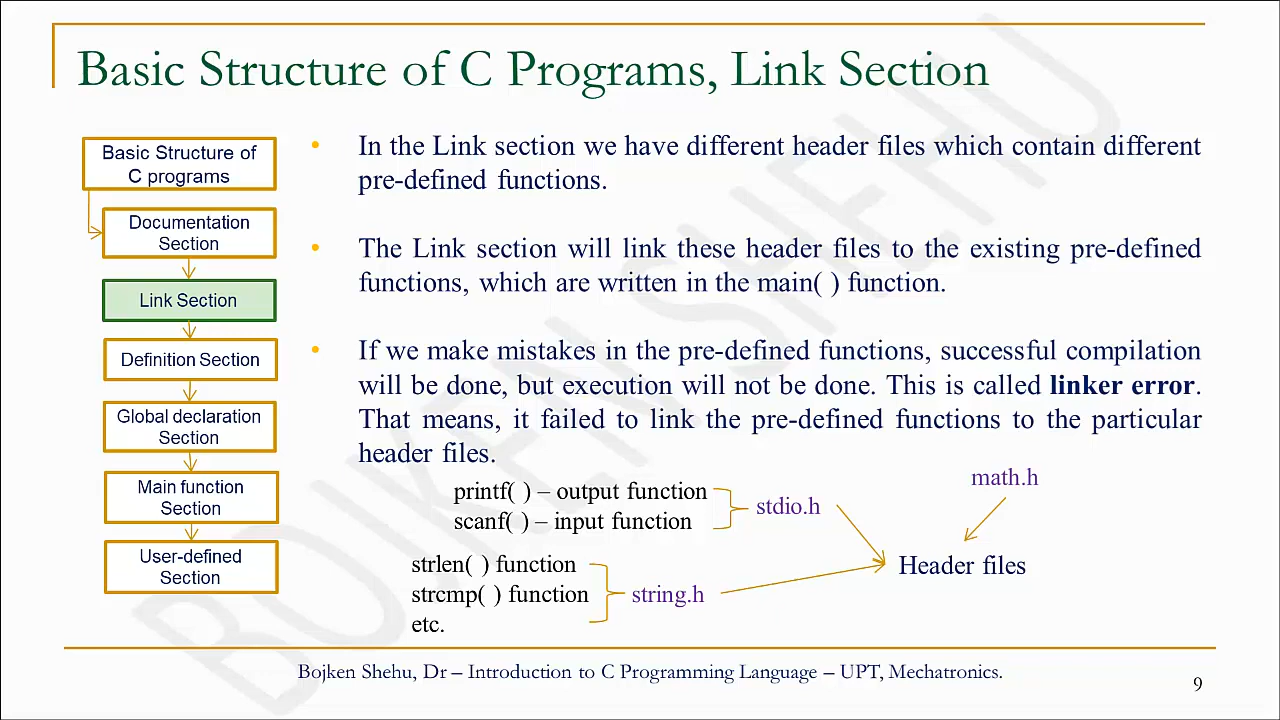 Basic Structure of C Programs, Link Section
Basic Structure of
C programs
Documentation
Section
Link Section
Definition Section
Global declaration
Section
Main function
Section
User-defined
Section
• In the Link section we have different header files which contain different
pre-defined functions.
• The Link section will link these header files to the existing pre-defined
functions, which are written in the main( ) function.
• If we make mistakes in the pre-defined functions, successful compilation
will be done, but execution will not be done. This is called linker error.
That means, it failed to link the pre-defined functions to the particular
header files.
printf( ) – output function
scanf( ) – input function
stdio.h
math.h
strlen( ) function
strcmp( ) function
etc.
string.h
Header files
BOJKEN SHEHU
Bojken Shehu, Dr – Introduction to C Programming Language – UPT, Mechatronics.
9